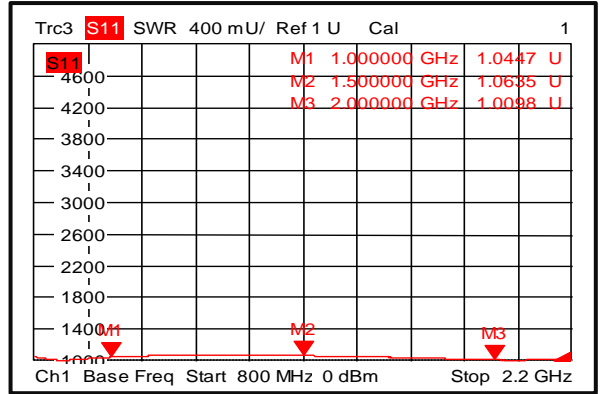 Trc3 S11 SWR 400 mU/ Ref 1 U Cal 1
S11
M1 1.000000 GHz 1.0447 U
4600
M2 1.500000 GHz 1.0635 U
M3 2.000000 GHz 1.0098 U
4200
3800
3400
3000
2600
2200
1800
1400
M1 M2 M3
1000
Ch1 Base Freq Start 800 MHz 0 dBm Stop 2.2 GHz